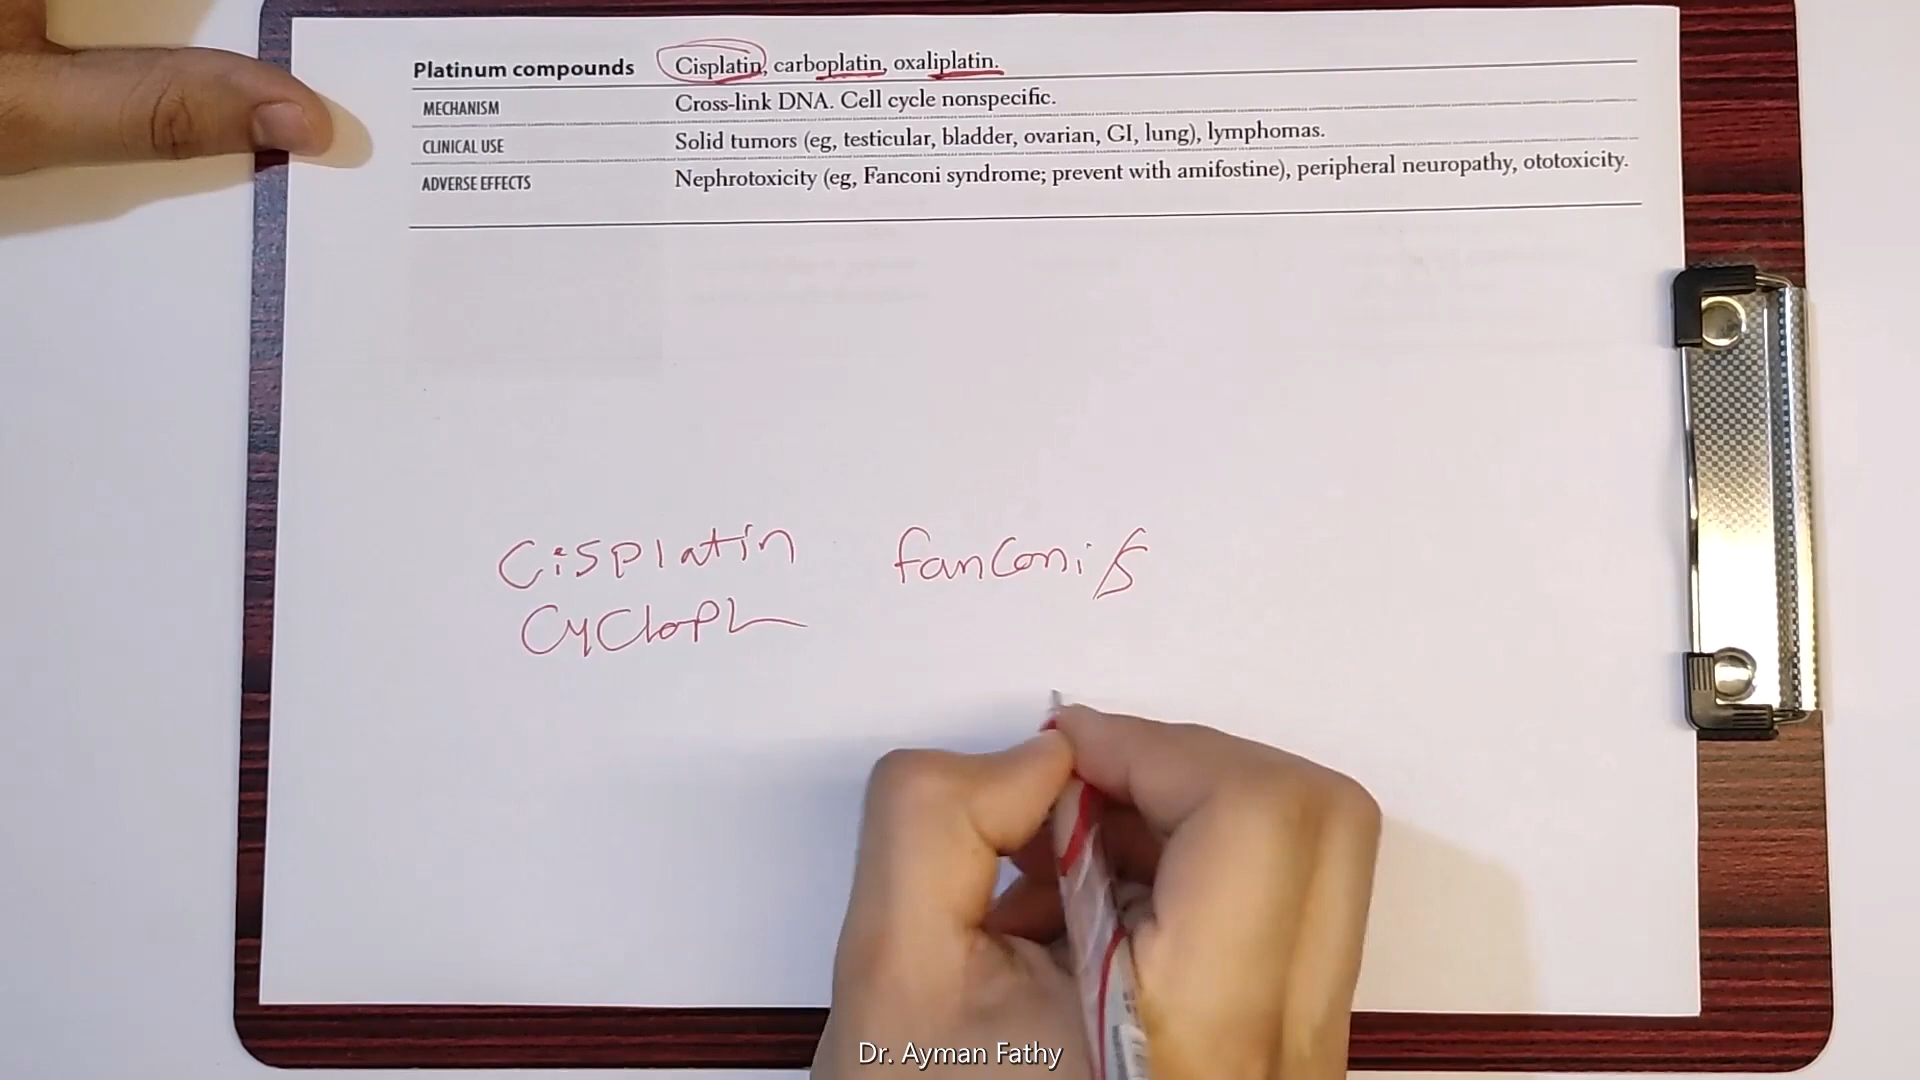 Platinum compounds Cisplatin, carboplatin, oxaliplatin.
MECHANISM Cross-link DNA. Cell cycle nonspecific.
CLINICAL USE Solid tumors (eg, testicular, bladder, ovarian, GI, lung), lymphomas.
ADVERSE EFFECTS Nephrotoxicity (eg, Fanconi syndrome; prevent with amifostine), peripheral neuropathy, ototoxicity.
Cisplatin fanconi S
Cycloph
Dr. Ayman Fathy